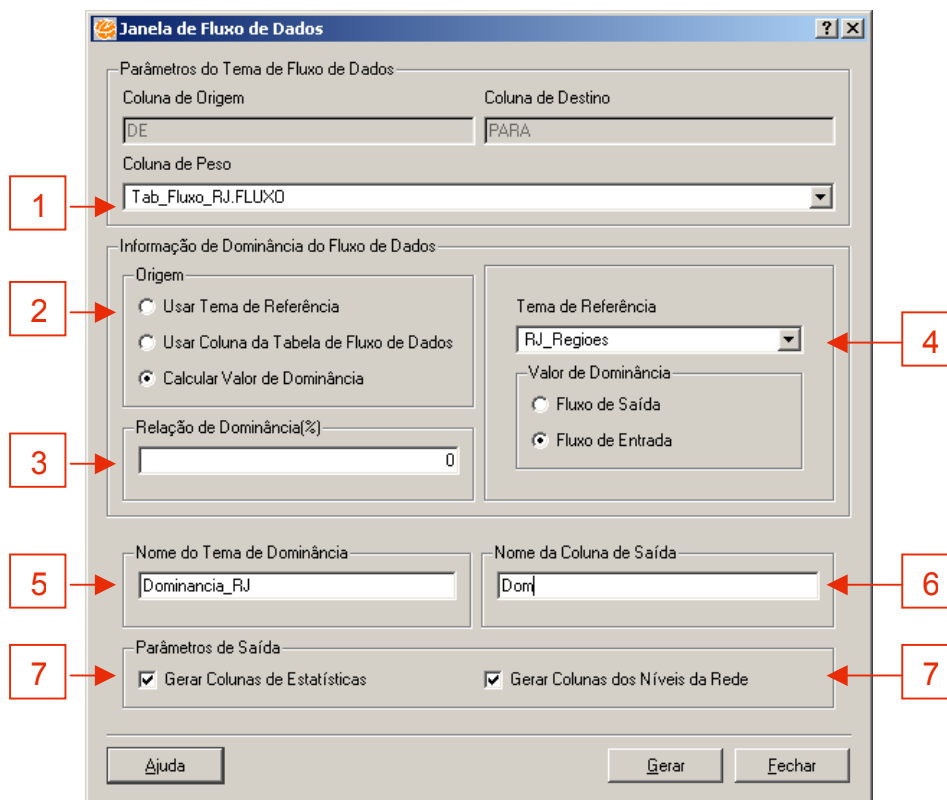 Janela de Fluxo de Dados
Parâmetros do Tema de Fluxo de Dados
Coluna de Origem Coluna de Destino
DE PARA
Coluna de Peso
1 Tab_Fluxo_RJ.FLUXO
Informação de Dominância do Fluxo de Dados
Origem
2 Usar Tema de Referência Tema de Referência
Usar Coluna da Tabela de Fluxo de Dados RJ_Regioes 4
Calcular Valor de Dominância Valor de Dominância
Fluxo de Saída
Relação de Dominância(%) Fluxo de Entrada
3 0
Nome do Tema de Dominância Nome da Coluna de Saída
5 Dominancia_RJ Dom 6
Parâmetros de Saída
7 Gerar Colunas de Estatísticas Gerar Colunas dos Níveis da Rede 7
Ajuda Gerar Fechar